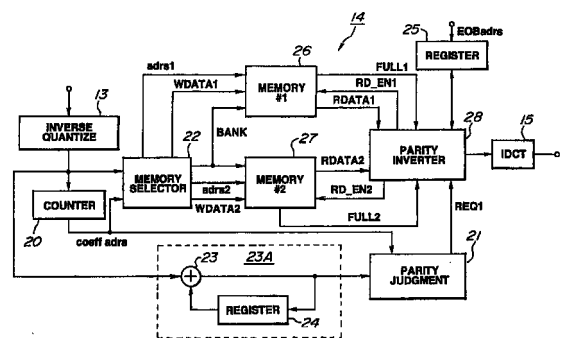 14
26
25
EOBadrs
adrs1
WDATA1
MEMORY
#1
FULL1
RD_EN1
RDATA1
REGISTER
13
INVERSE
QUANTIZE
BANK
28
22
27
15
MEMORY
SELECTOR
adrs2
WDATA2
MEMORY
#2
RDATA2
RD_EN2
FULL2
PARITY
INVERTER
IDCT
COUNTER
20
coeff adrs
REQ1
23
23A
21
PARITY
JUDGMENT
REGISTER
24